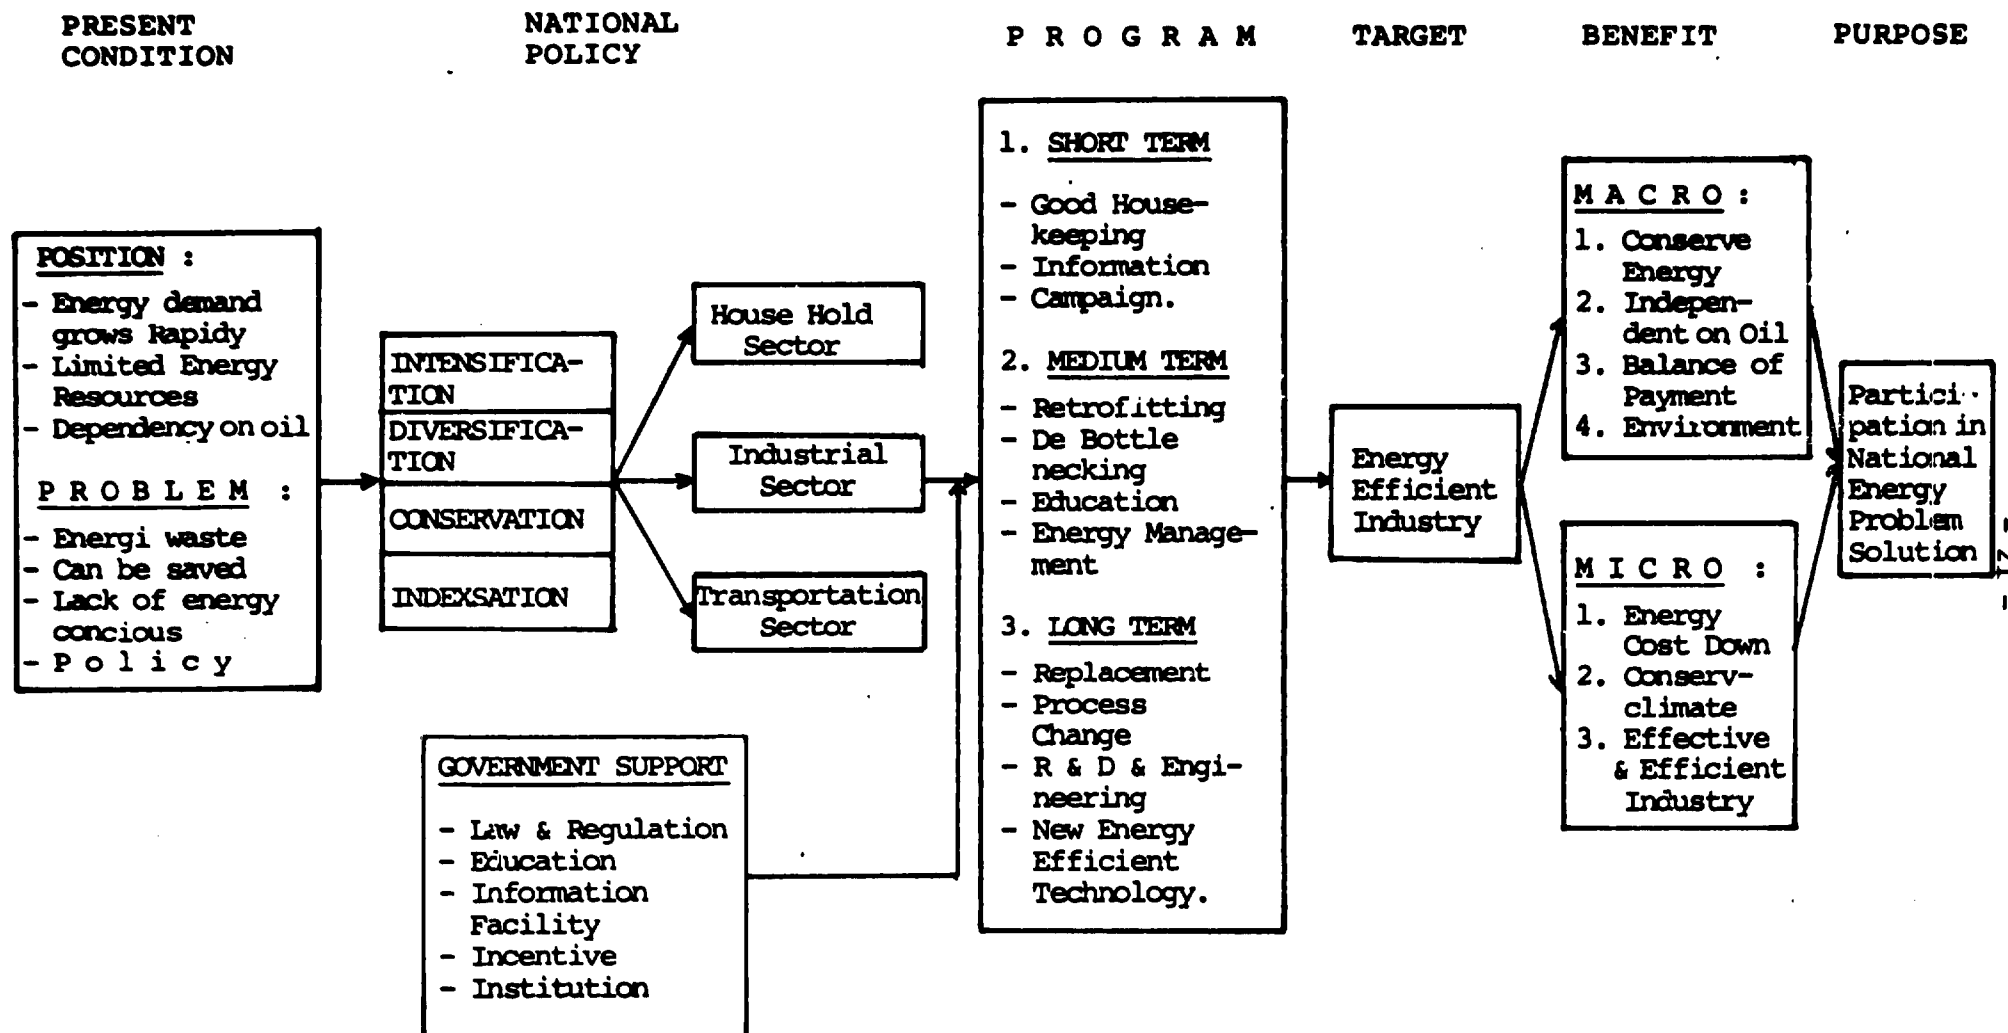 PRESENT
CONDITION
NATIONAL
POLICY
P R O G R A M
TARGET
BENEFIT
PURPOSE
POSITION :
- Energy demand
grows Rapidy
- Limited Energy
Resources
- Dependency on oil
P R O B L E M :
- Energi waste
- Can be saved
- Lack of energy
concious
- P o l i c y
INTENSIFICA-
TION
DIVERSIFICA-
TION
CONSERVATION
INDEXSATION
House Hold
Sector
Industrial
Sector
Transportation
Sector
GOVERNMENT SUPPORT
- Law & Regulation
- Education
- Information
Facility
- Incentive
- Institution
1. SHORT TERM
- Good House-
keeping
- Information
- Campaign.
2. MEDIUM TERM
- Retrofitting
- De Bottle
necking
- Education
- Energy Manage-
ment
3. LONG TERM
- Replacement
- Process
Change
- R & D & Engi-
neering
- New Energy
Efficient
Technology.
Energy
Efficient
Industry
M A C R O :
1. Conserve
Energy
2. Indepen-
dent on Oil
3. Balance of
Payment
4. Environment
M I C R O :
1. Energy
Cost Down
2. Conserv-
climate
3. Effective
& Efficient
Industry
Partici-
pation in
National
Energy
Problem
Solution